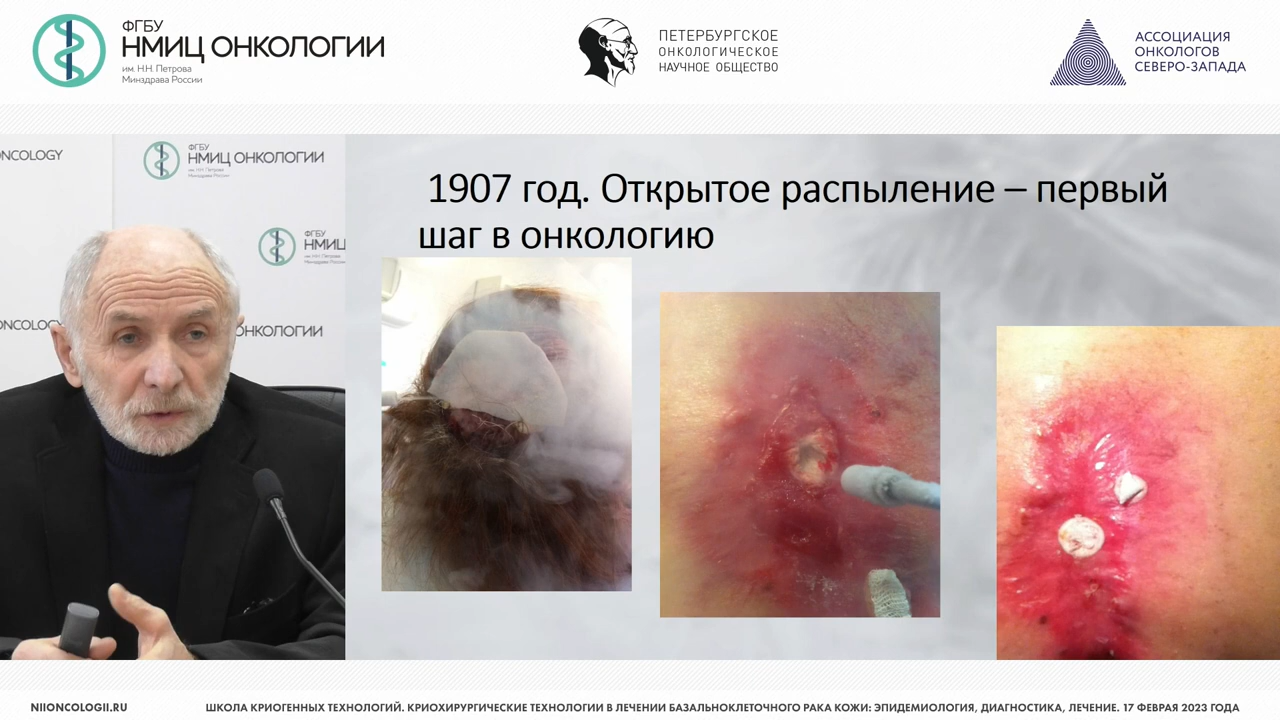 ФГБУ
НМИЦ ОНКОЛОГИИ
им. Н.Н. Петрова
Минздрава России
ПЕТЕРБУРГСКОЕ
ОНКОЛОГИЧЕСКОЕ
НАУЧНОЕ ОБЩЕСТВО
АССОЦИАЦИЯ
ОНКОЛОГОВ
СЕВЕРО-ЗАПАДА
NCOLOGY
ФГБУ
НМИЦ ОНКОЛОГИИ
им. Н.Н. Петрова
Минздрава России
ФГБУ
НМИЦ
ONCOLOGY
ОНКОЛОГИИ
1907 год. Открытое распыление – первый
шаг в онкологию
NIIONCOLOGII.RU
ШКОЛА КРИОГЕННЫХ ТЕХНОЛОГИЙ. КРИОХИРУРГИЧЕСКИЕ ТЕХНОЛОГИИ В ЛЕЧЕНИИ БАЗАЛЬНОКЛЕТОЧНОГО РАКА КОЖИ: ЭПИДЕМИОЛОГИЯ, ДИАГНОСТИКА, ЛЕЧЕНИЕ. 17 ФЕВРАЯ 2023 ГОДА